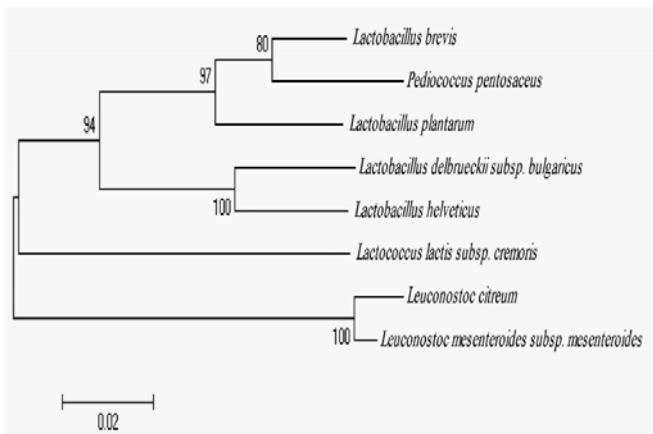 80
Lactobacillus brevis
Pediococcus pentosaceus
97
Lactobacillus plantarum
94
Lactobacillus delbrueckii subsp. bulgaricus
100
Lactobacillus helveticus
Lactococcus lactis subsp. cremoris
Leuconostoc citreum
100
Leuconostoc mesenteroides subsp. mesenteroides
0.02